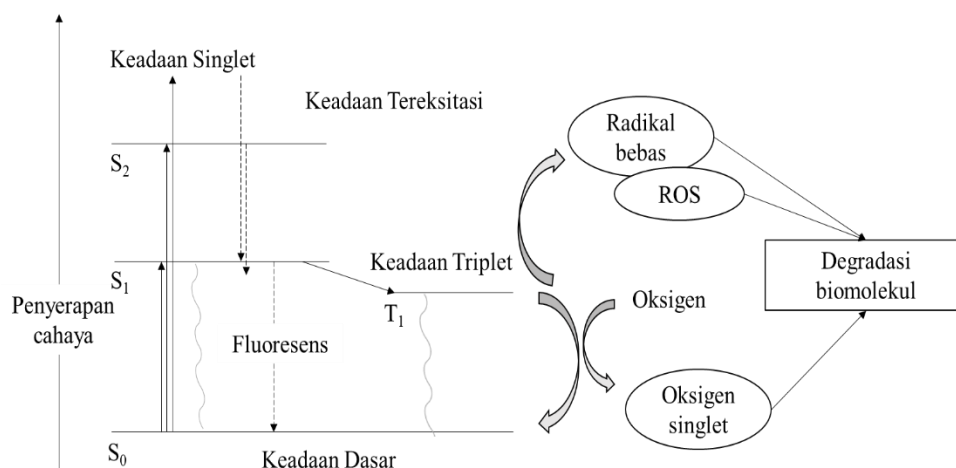 Keadaan Singlet
Keadaan Tereksitasi
Radikal
bebas
S2
ROS
S1
Keadaan Triplet
T1
Oksigen
Degradasi
biomolekul
Penyerapan
cahaya
Fluoresens
Oksigen
singlet
S0
Keadaan Dasar